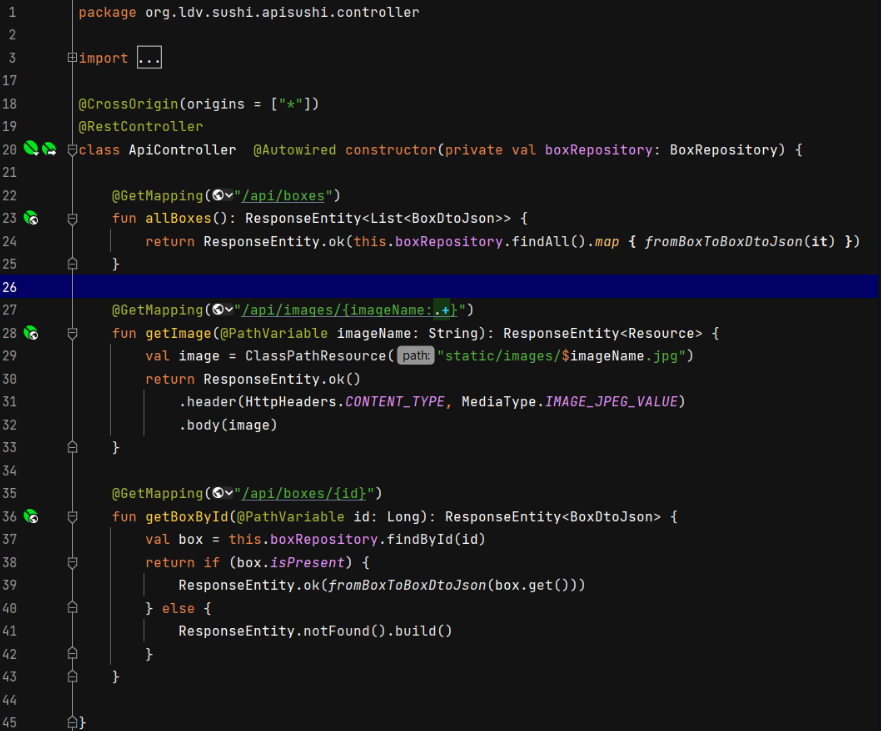 1 package org.ldv.sushi.apisushi.controller
2
3 import ...
17
18 @CrossOrigin(origins = ["*"])
19 @RestController
20 class ApiController  @Autowired constructor(private val boxRepository: BoxRepository) {
21
22     @GetMapping("/api/boxes")
23     fun allBoxes(): ResponseEntity<List<BoxDtoJson>> {
24         return ResponseEntity.ok(this.boxRepository.findAll().map { fromBoxToBoxDtoJson(it) })
25     }
26
27     @GetMapping("/api/images/{imageName:.+}")
28     fun getImage(@PathVariable imageName: String): ResponseEntity<Resource> {
29         val image = ClassPathResource( path: "static/images/$imageName.jpg")
30         return ResponseEntity.ok()
31             .header(HttpHeaders.CONTENT_TYPE, MediaType.IMAGE_JPEG_VALUE)
32             .body(image)
33     }
34
35     @GetMapping("/api/boxes/{id}")
36     fun getBoxById(@PathVariable id: Long): ResponseEntity<BoxDtoJson> {
37         val box = this.boxRepository.findById(id)
38         return if (box.isPresent) {
39             ResponseEntity.ok(fromBoxToBoxDtoJson(box.get()))
40         } else {
41             ResponseEntity.notFound().build()
42         }
43     }
44
45 }